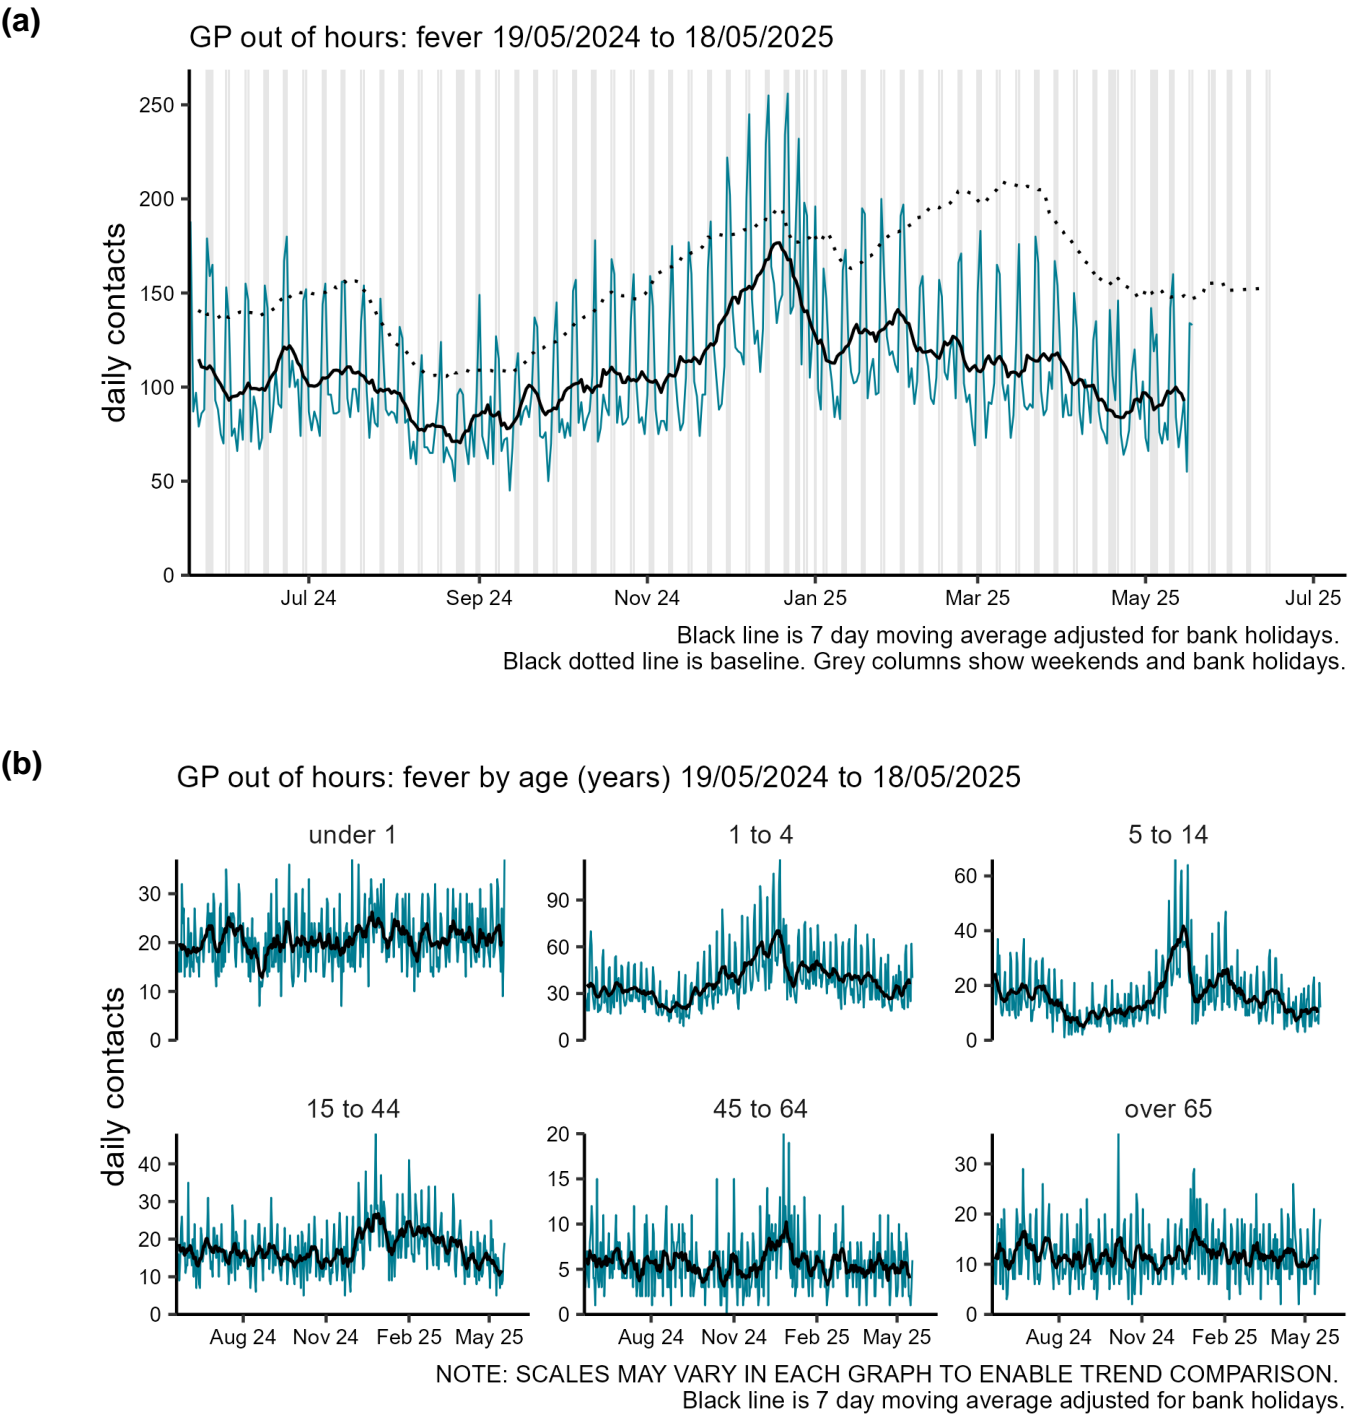 (a)
GP out of hours: fever 19/05/2024 to 18/05/2025
daily contacts
250
200
150
100
50
0
Jul 24 Sep 24 Nov 24 Jan 25 Mar 25 May 25 Jul 25
Black line is 7 day moving average adjusted for bank holidays.
Black dotted line is baseline. Grey columns show weekends and bank holidays.
(b)
GP out of hours: fever by age (years) 19/05/2024 to 18/05/2025
daily contacts
under 1
30
20
10
0
1 to 4
90
60
30
0
5 to 14
60
40
20
0
15 to 44
40
30
20
10
0
Aug 24 Nov 24 Feb 25 May 25
45 to 64
20
15
10
5
0
Aug 24 Nov 24 Feb 25 May 25
over 65
30
20
10
0
Aug 24 Nov 24 Feb 25 May 25
NOTE: SCALES MAY VARY IN EACH GRAPH TO ENABLE TREND COMPARISON.
Black line is 7 day moving average adjusted for bank holidays.